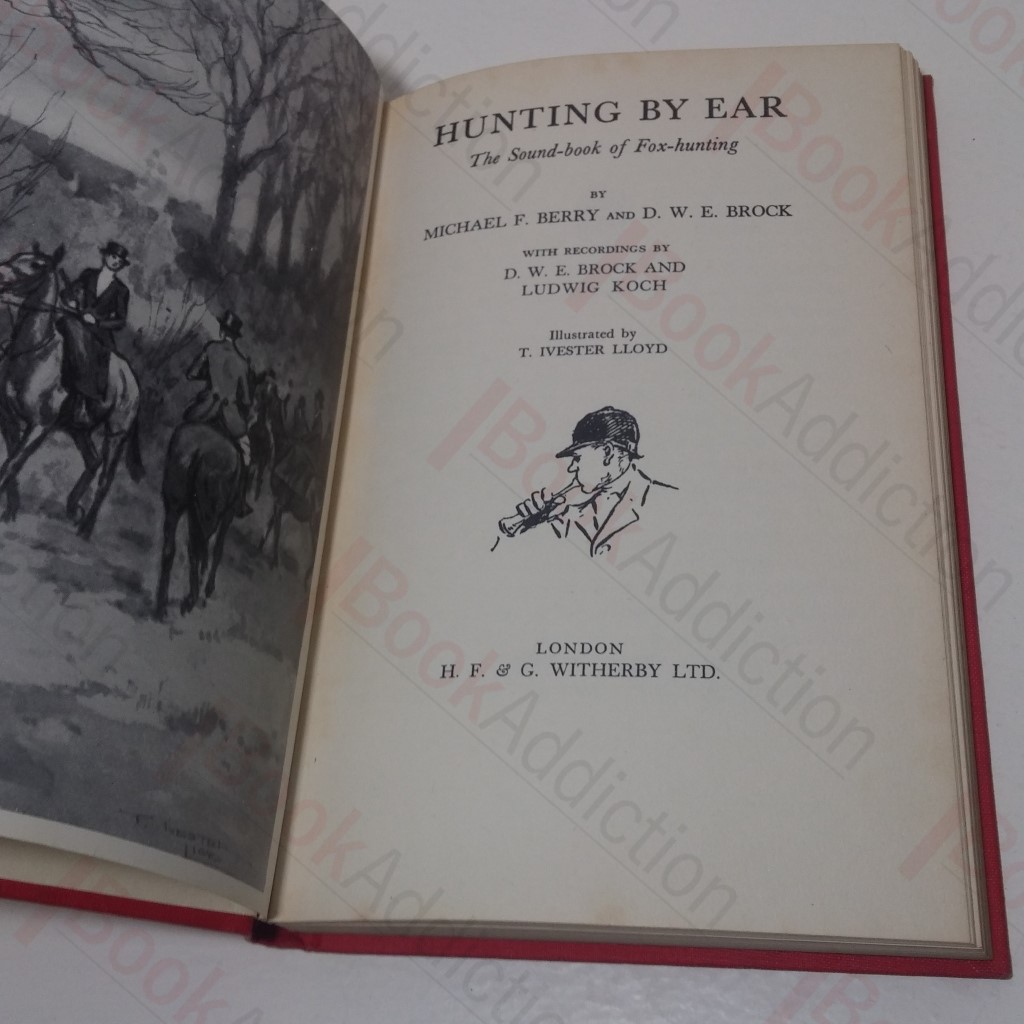 HUNTING BY EAR
The Sound-book of Fox-hunting
BY
MICHAEL F. BERRY AND D. W. E. BROCK
WITH RECORDINGS BY
D. W. E. BROCK AND
LUDWIG KOCH
Illustrated by
T. IVESTER LLOYD
LONDON
H. F. & G. WITHERBY LTD.
BookAddiction